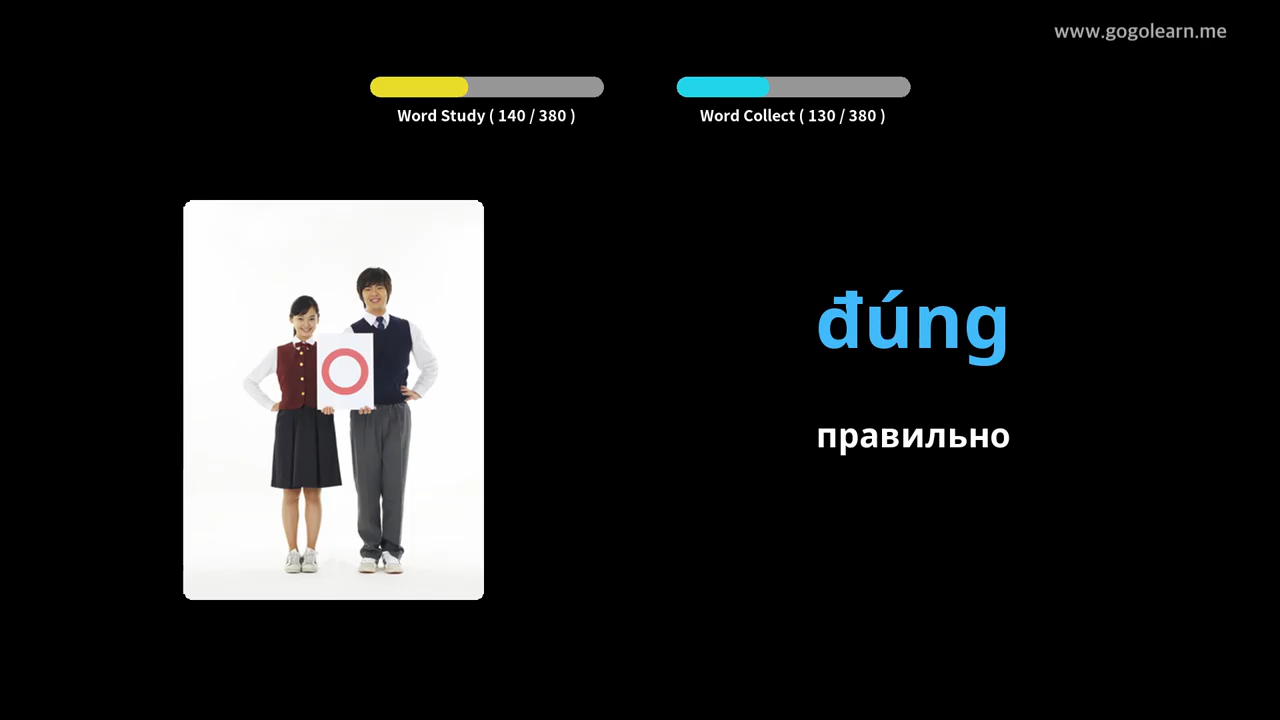 www.gogolearn.me
Word Study ( 140 / 380 )
Word Collect ( 130 / 380 )
đúng
правильно